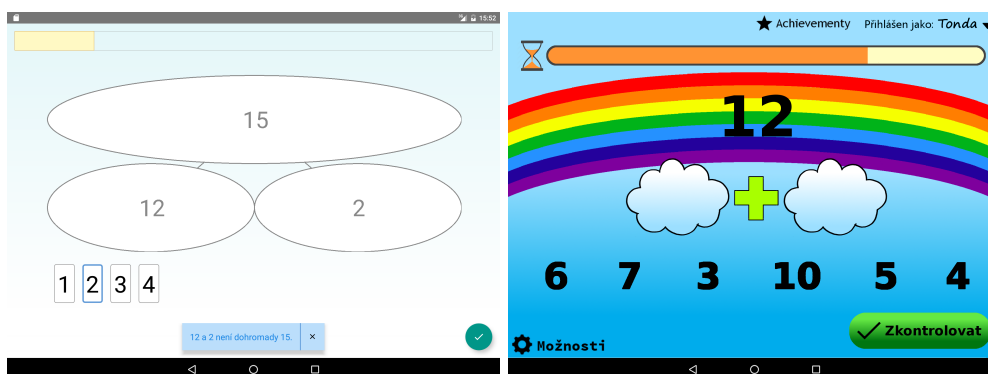 15:52
15
12 2
1 2 3 4
12 a 2 není dohromady 15. ×
Achievementy Přihlášen jako: Tonda
12
6 7 3 10 5 4
Zkontrolovat
Možnosti